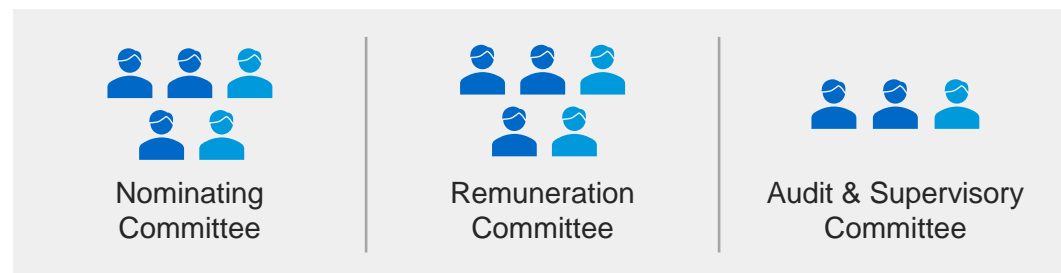 Nominating
Committee
Remuneration
Committee
Audit & Supervisory
Committee